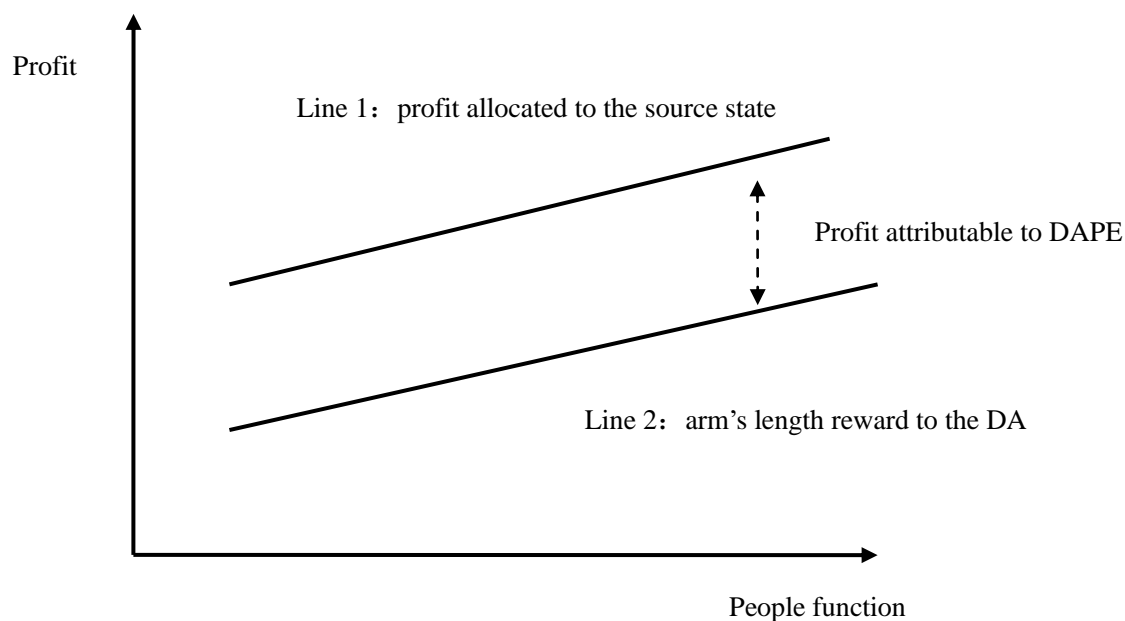 Profit
Line 1：profit allocated to the source state
Profit attributable to DAPE
Line 2：arm’s length reward to the DA
People function